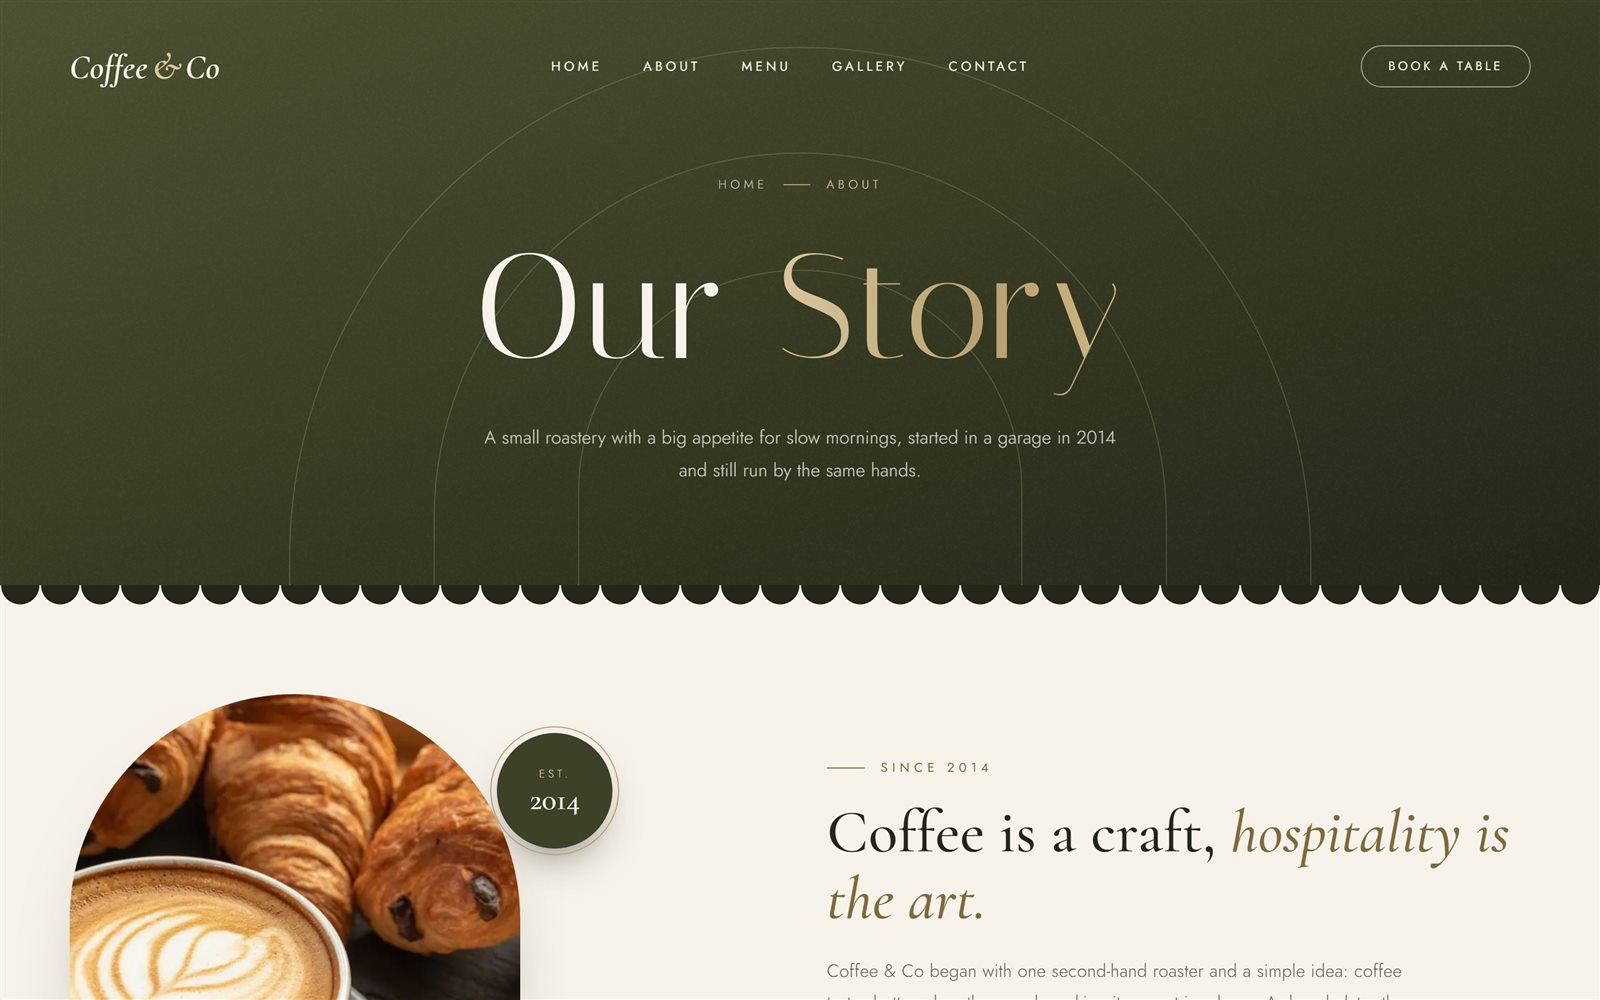 Coffee & Co
HOME ABOUT MENU GALLERY CONTACT
BOOK A TABLE
HOME — ABOUT
Our Story
A small roastery with a big appetite for slow mornings, started in a garage in 2014
and still run by the same hands.
EST.
2014
SINCE 2014
Coffee is a craft, hospitality is
the art.
Coffee & Co began with one second-hand roaster and a simple idea: coffee